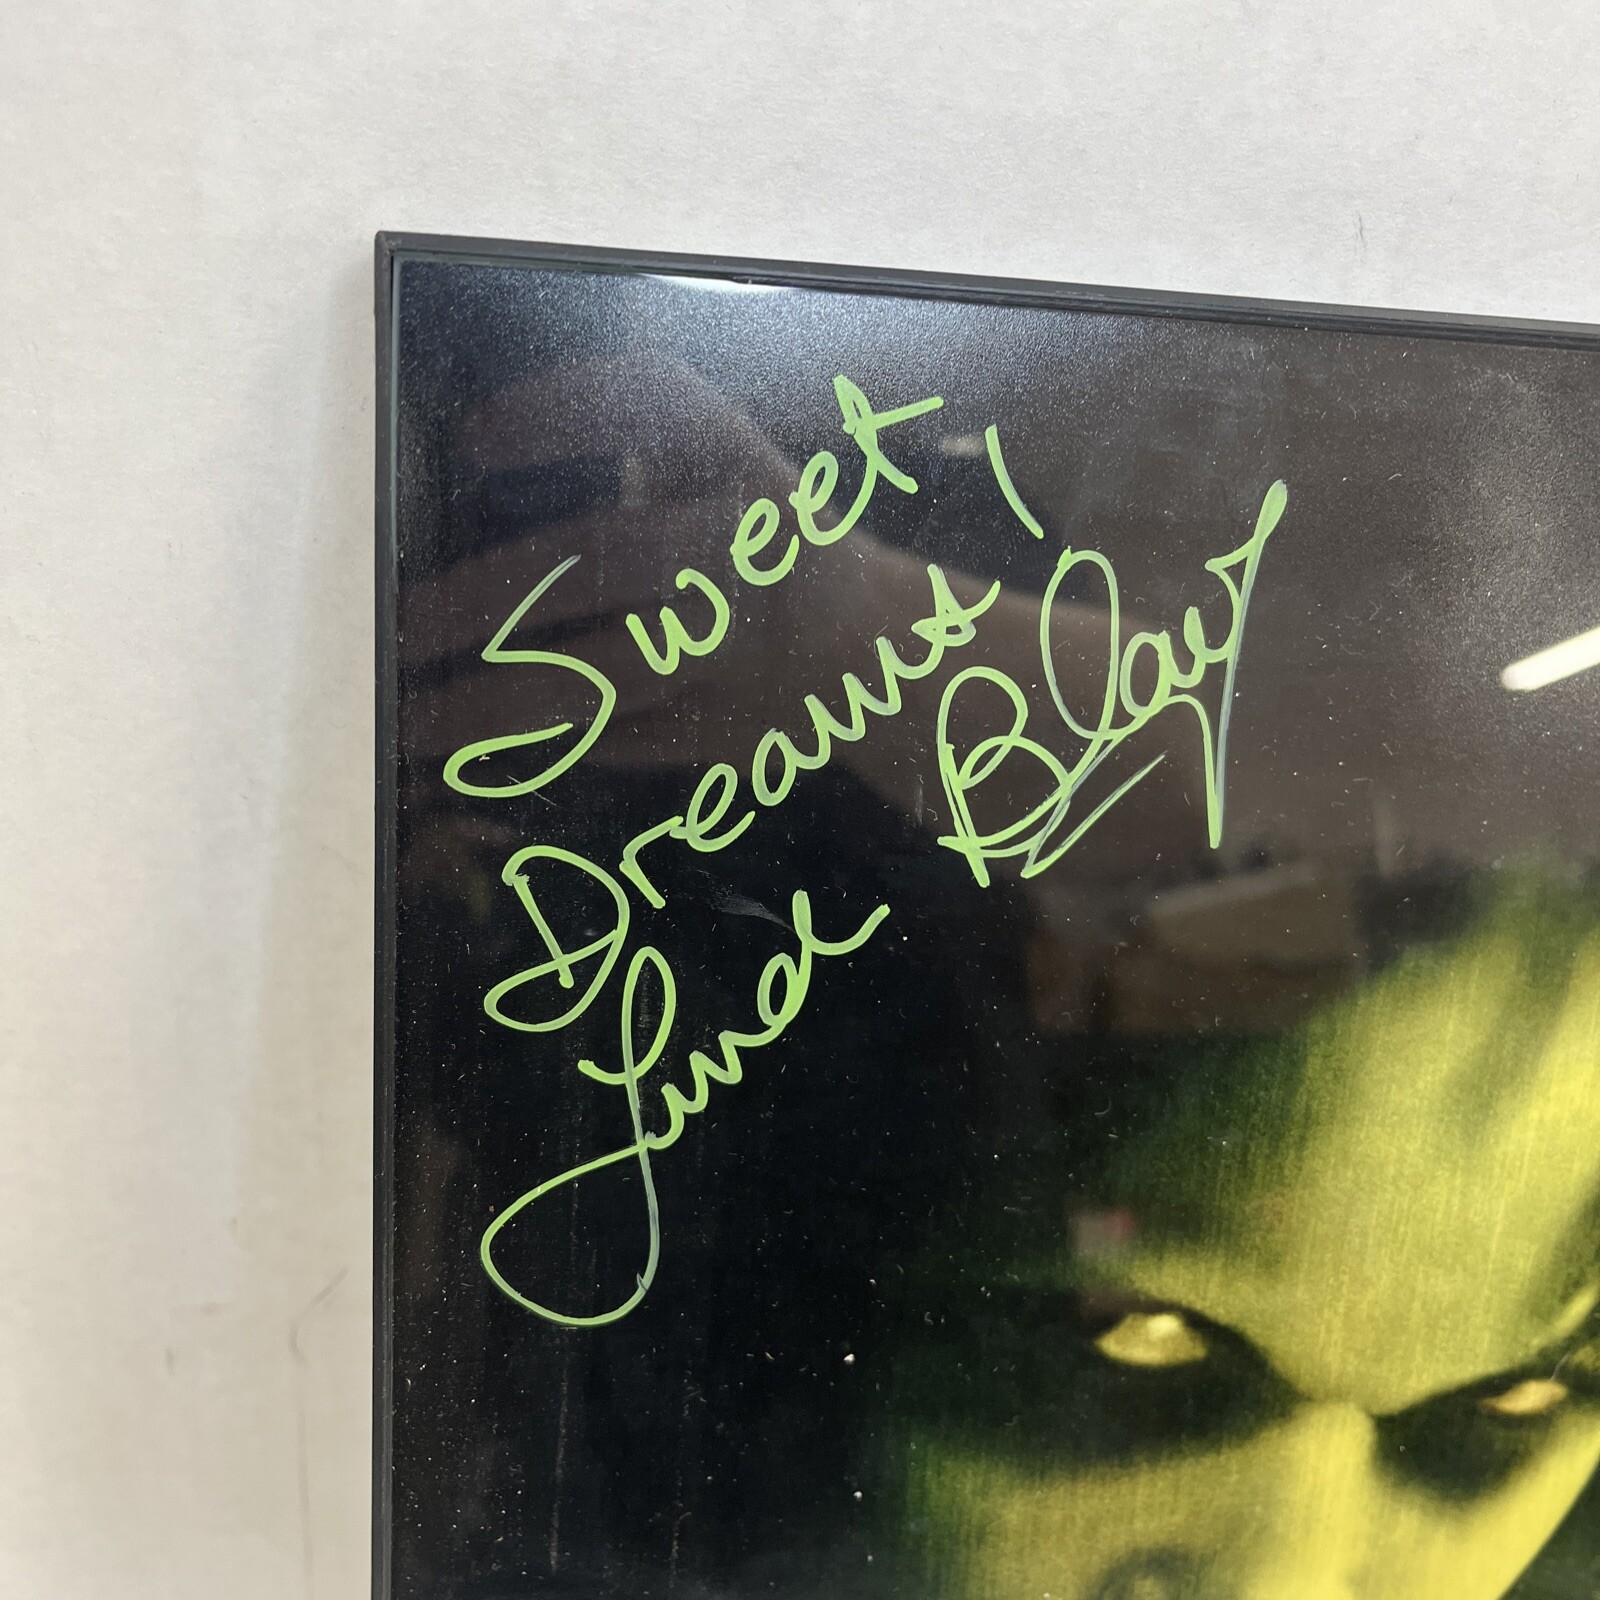 Sweet,
Dreams
Linda Blair